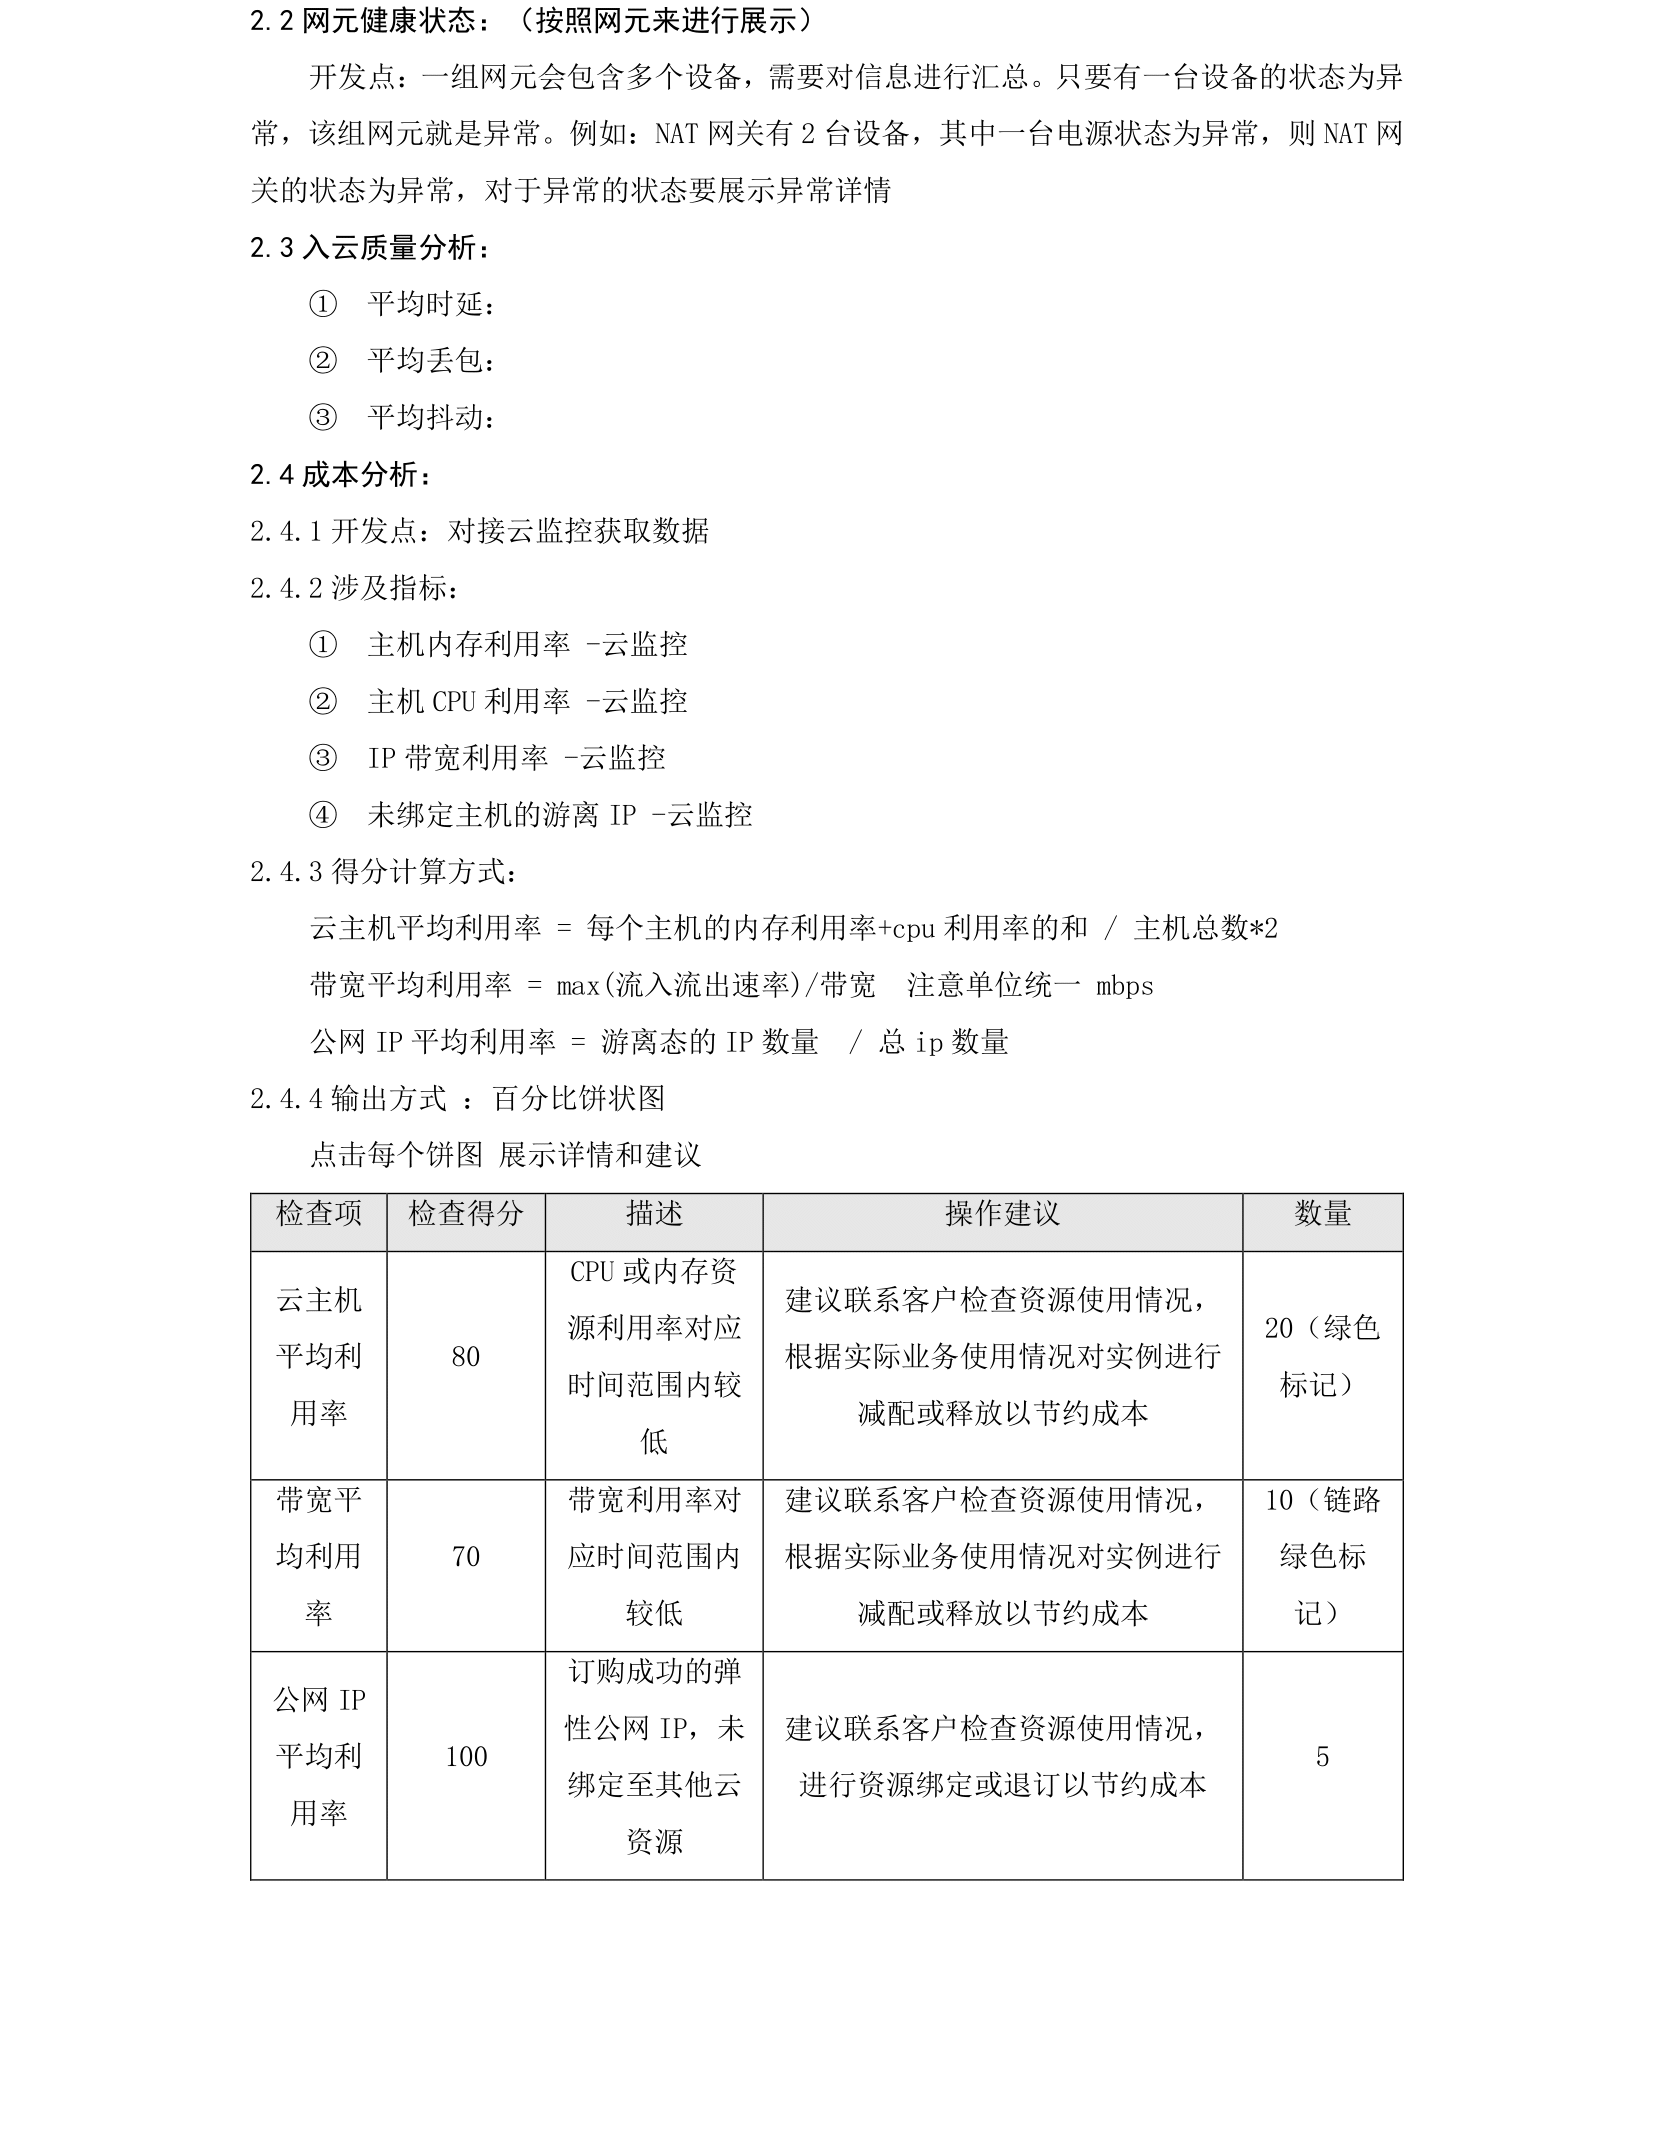 2.2 网元健康状态：（按照网元来进行展示）
开发点：一组网元会包含多个设备，需要对信息进行汇总。只要有一台设备的状态为异
常，该组网元就是异常。例如：NAT 网关有 2 台设备，其中一台电源状态为异常，则 NAT 网
关的状态为异常，对于异常的状态要展示异常详情
2.3 入云质量分析：
① 平均时延：
② 平均丢包：
③ 平均抖动：
2.4 成本分析：
2.4.1 开发点：对接云监控获取数据
2.4.2 涉及指标：
① 主机内存利用率 -云监控
② 主机 CPU 利用率 -云监控
③ IP 带宽利用率 -云监控
④ 未绑定主机的游离 IP -云监控
2.4.3 得分计算方式：
云主机平均利用率 = 每个主机的内存利用率+cpu 利用率的和 / 主机总数*2
带宽平均利用率 = max(流入流出速率)/带宽 注意单位统一 mbps
公网 IP 平均利用率 = 游离态的 IP 数量 / 总 ip 数量
2.4.4 输出方式 ：百分比饼状图
点击每个饼图 展示详情和建议
检查项 检查得分 描述 操作建议 数量
云主机
平均利
用率
80
CPU 或内存资
源利用率对应
时间范围内较
低
建议联系客户检查资源使用情况，
根据实际业务使用情况对实例进行
减配或释放以节约成本
20（绿色
标记）
带宽平
均利用
率
70
带宽利用率对
应时间范围内
较低
建议联系客户检查资源使用情况，
根据实际业务使用情况对实例进行
减配或释放以节约成本
10（链路
绿色标
记）
公网 IP
平均利
用率
100
订购成功的弹
性公网 IP，未
绑定至其他云
资源
建议联系客户检查资源使用情况，
进行资源绑定或退订以节约成本
5